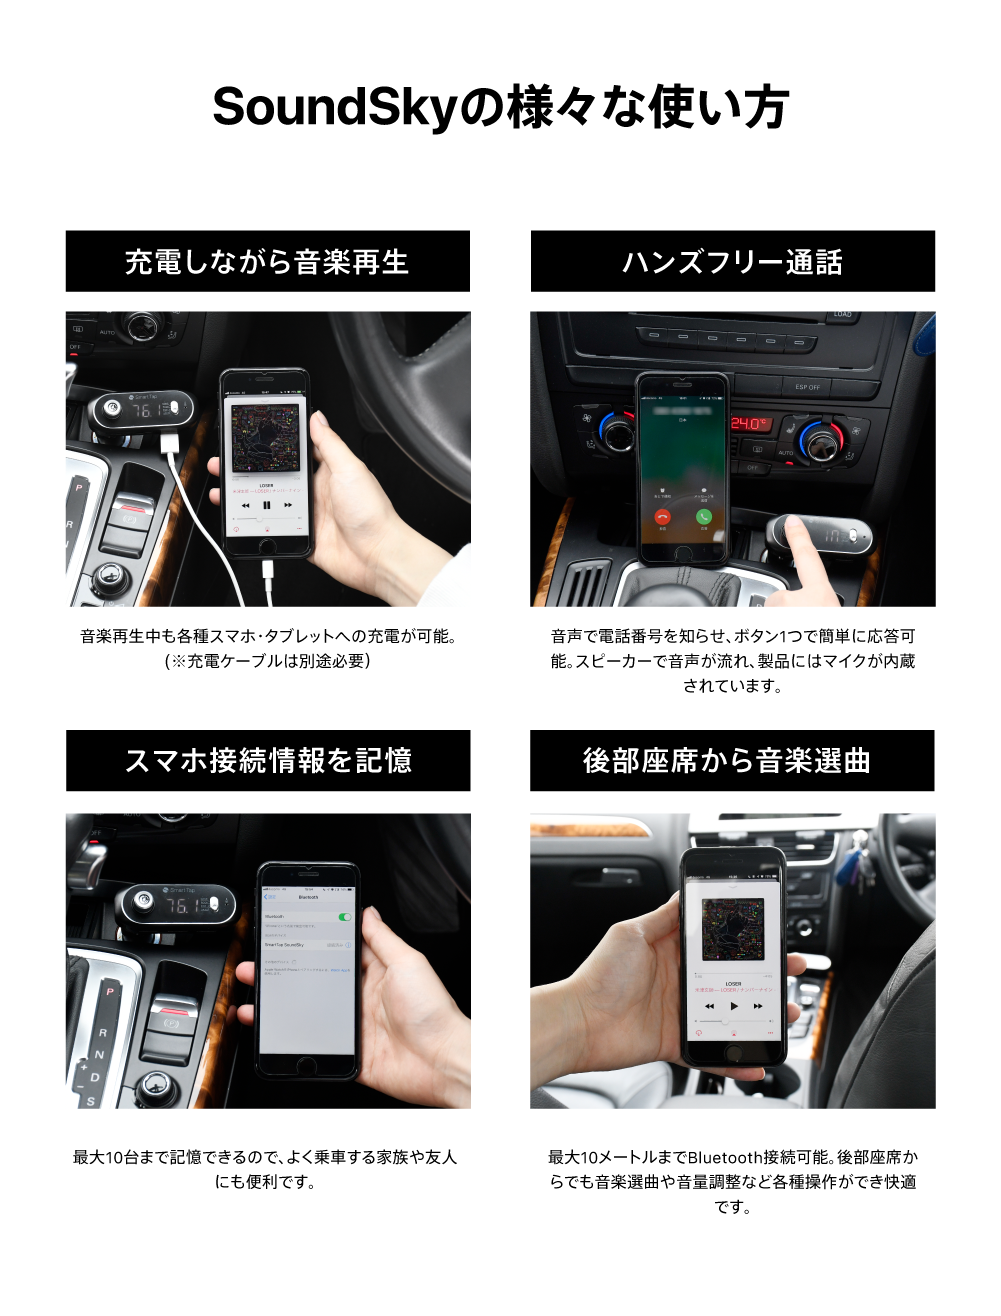 SoundSkyの様々な使い方
充電しながら音楽再生
ハンズフリー通話
OFF
AUTO
SmartTap
76.1
P
R
N
LOSER
LOAD
ESP OFF
24.0℃
AUTO
OFF
音楽再生中も各種スマホ・タブレットへの充電が可能。
(※充電ケーブルは別途必要)
音声で電話番号を知らせ、ボタン1つで簡単に応答可
能。スピーカーで音声が流れ、製品にはマイクが内蔵
されています。
スマホ接続情報を記憶
後部座席から音楽選曲
SmartTap
76.1
P
R
N
D
S
+
−
Bluetooth
Bluetooth
SmartTap SoundSky
LOSER
最大10台まで記憶できるので、よく乗車する家族や友人
にも便利です。
最大10メートルまでBluetooth接続可能。後部座席か
らでも音楽選曲や音量調整など各種操作ができ快適
です。